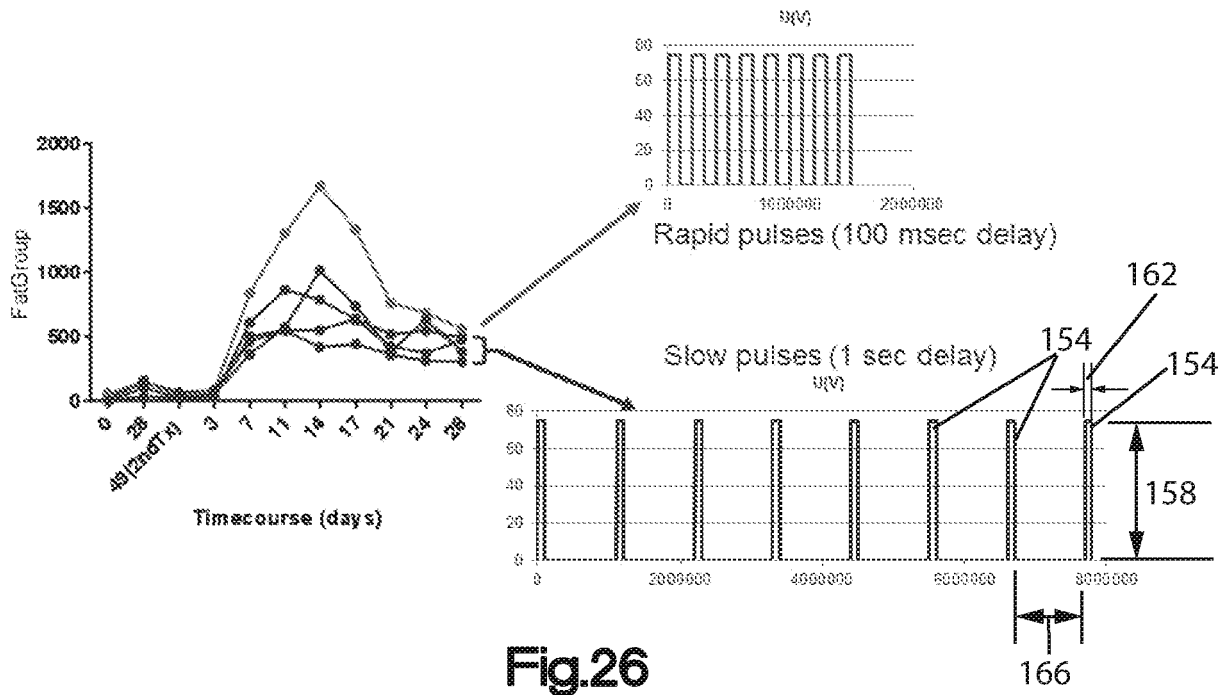 U(V)
80
60
40
20
0
0 1000000 2000000
Rapid pulses (100 msec delay)
2000
1500
1000
500
0
FatGroup
0 28 49(2ndTx) 3 7 11 14 17 21 24 28
Timecourse (days)
Slow pulses (1 sec delay)
U(V)
80
60
40
20
0
0 2000000 4000000 6000000 8000000
154
162
154
158
166
Fig.26